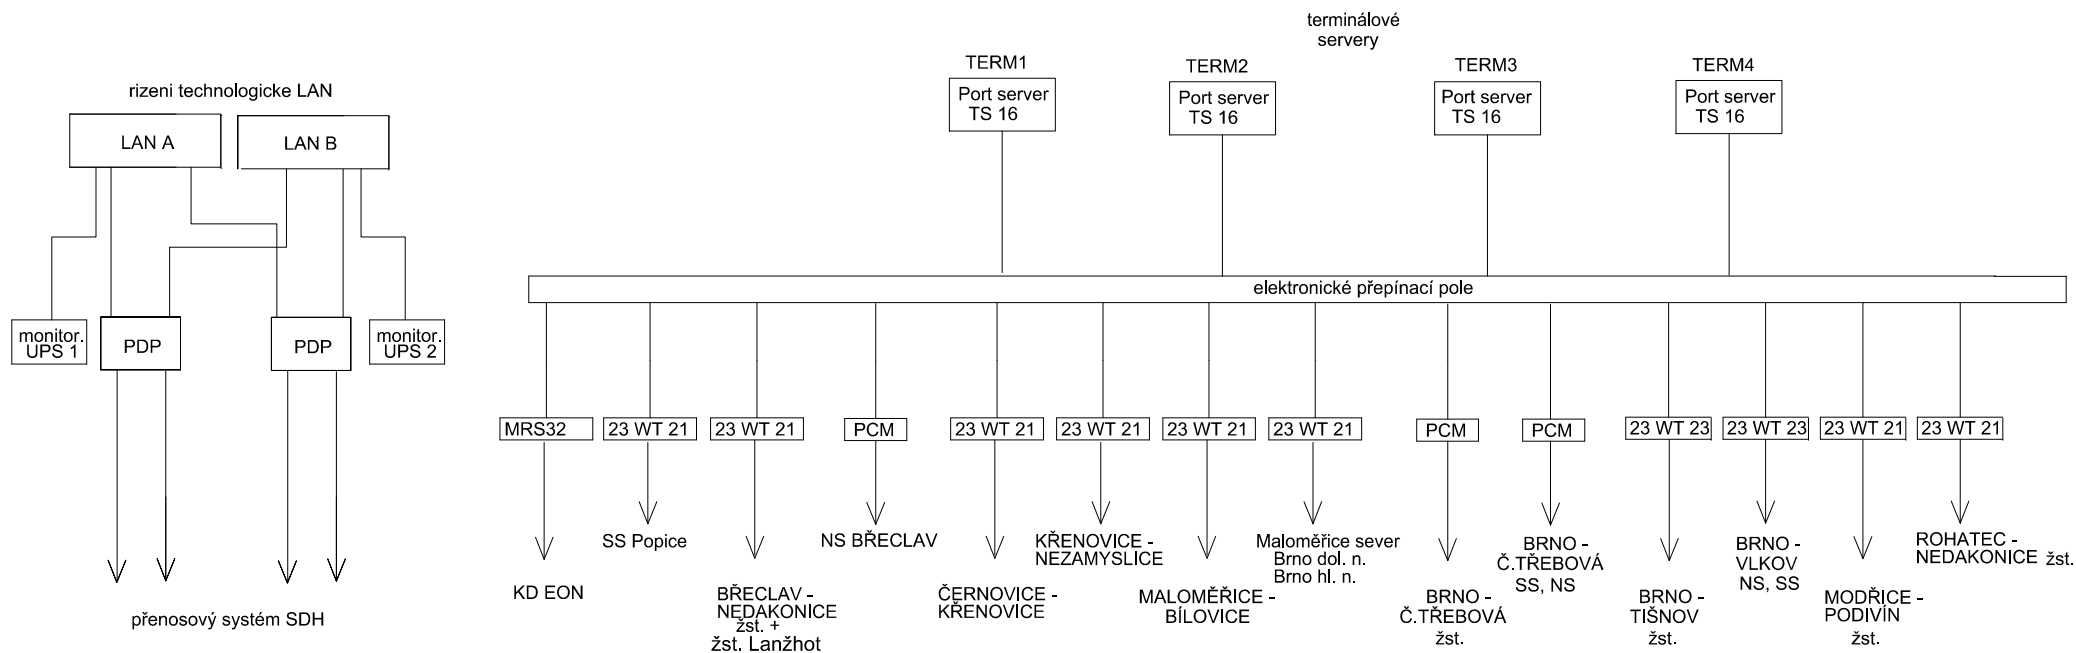 terminálové
servery
rizeni technologicke LAN
LAN A
LAN B
monitor.
UPS 1
PDP
PDP
monitor.
UPS 2
přenosový systém SDH
TERM1
Port server
TS 16
TERM2
Port server
TS 16
TERM3
Port server
TS 16
TERM4
Port server
TS 16
elektronické přepínací pole
MRS32
23 WT 21
23 WT 21
PCM
23 WT 21
23 WT 21
23 WT 21
23 WT 21
PCM
PCM
23 WT 23
23 WT 23
23 WT 21
23 WT 21
KD EON
SS Popice
BŘECLAV -
NEDAKONICE
žst. +
žst. Lanžhot
NS BŘECLAV
ČERNOVICE -
KŘENOVICE
KŘENOVICE -
NEZAMYSLICE
MALOMĚŘICE -
BÍLOVICE
Maloměřice sever
Brno dol. n.
Brno hl. n.
BRNO -
Č.TŘEBOVÁ
žst.
BRNO -
Č.TŘEBOVÁ
SS, NS
BRNO -
TIŠNOV
žst.
BRNO -
VLKOV
NS, SS
MODŘICE -
PODIVÍN
žst.
ROHATEC -
NEDAKONICE žst.